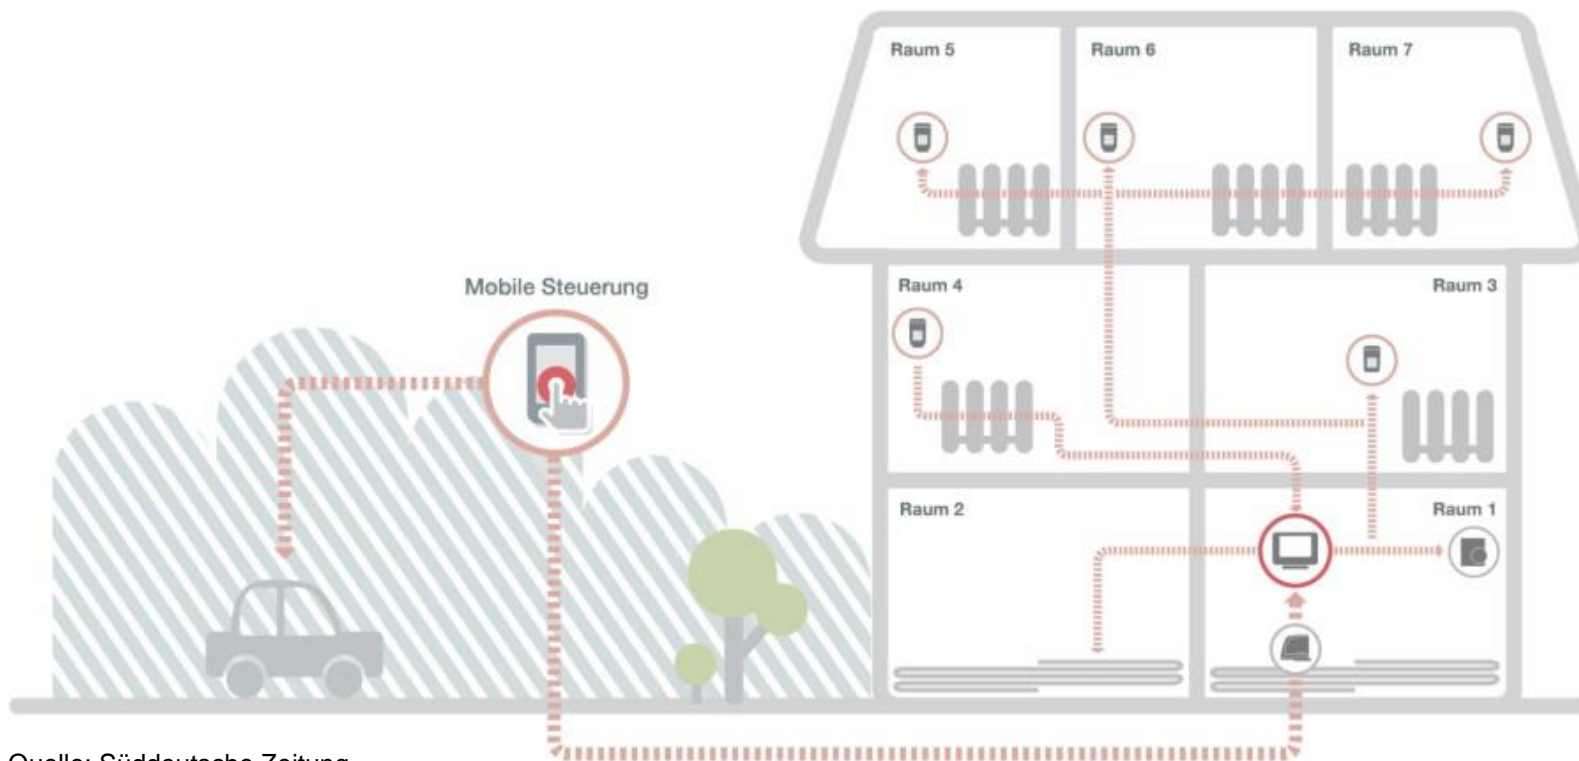 Raum 5
Raum 6
Raum 7
Mobile Steuerung
Raum 4
Raum 3
Raum 2
Raum 1
Quelle: Süddeutsche Zeitung